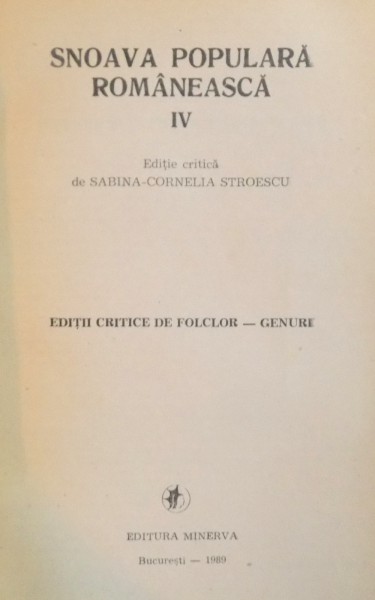 SNOAVA POPULARĂ
ROMÂNEASCĂ
IV
Ediție critică
de SABINA-CORNELIA STROESCU
EDIȚII CRITICE DE FOLCLOR — GENURI
EDITURA MINERVA
București — 1989